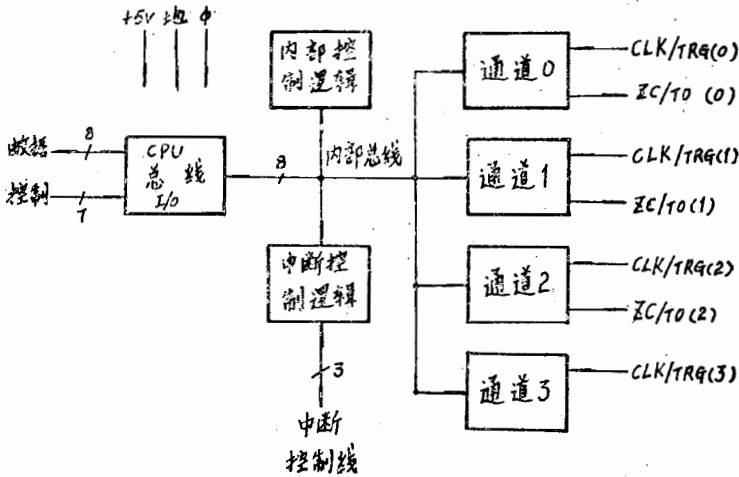 +5V 地 φ
内部控
制逻辑
数据
8
CPU
总线
I/O
控制
7
8
内部总线
中断控
制逻辑
3
中断
控制线
通道0
CLK/TRG(0)
ZC/TO (0)
通道1
CLK/TRG(1)
ZC/TO(1)
通道2
CLK/TRG(2)
ZC/TO(2)
通道3
CLK/TRG(3)